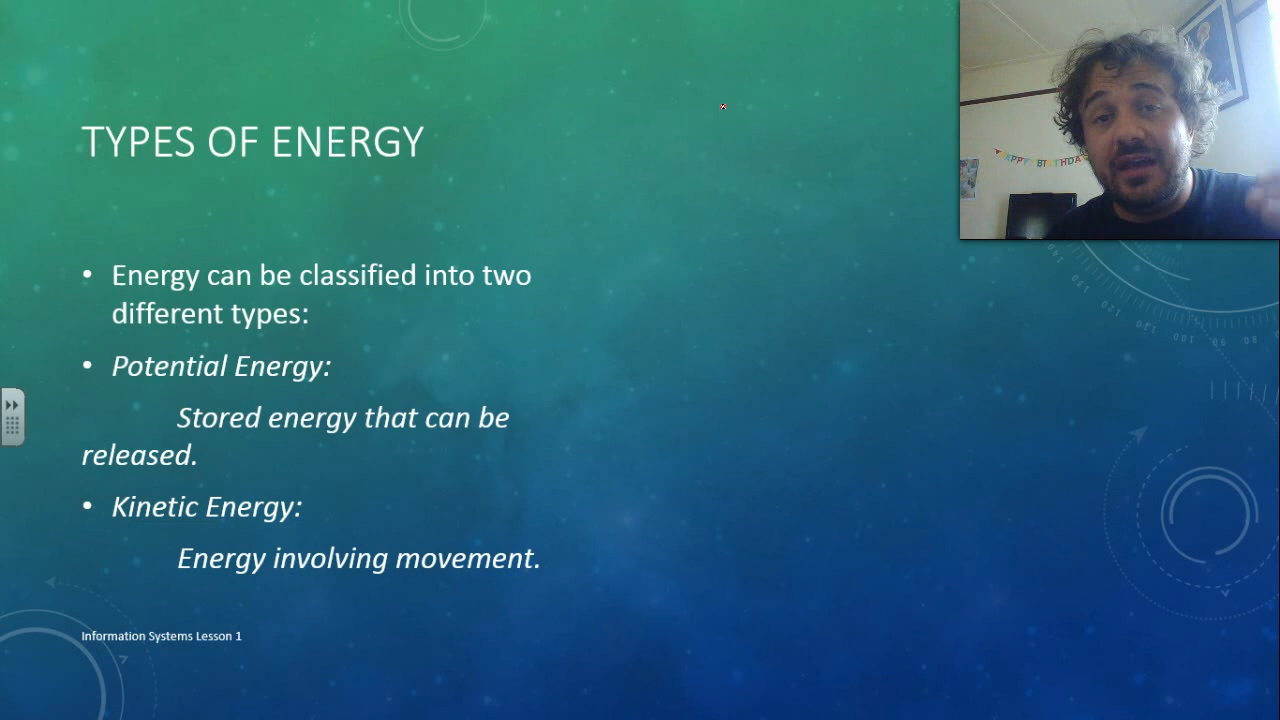 TYPES OF ENERGY
• Energy can be classified into two
different types:
• Potential Energy:
Stored energy that can be
released.
• Kinetic Energy:
Energy involving movement.
Information Systems Lesson 1